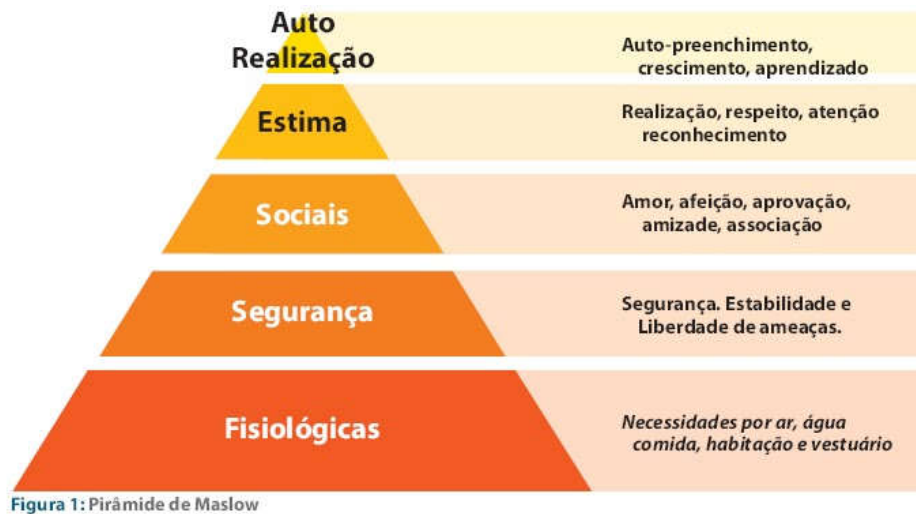 Auto
Realização
Auto-preenchimento,
crescimento, aprendizado
Estima
Realização, respeito, atenção
reconhecimento
Sociais
Amor, afeição, aprovação,
amizade, associação
Segurança
Segurança. Estabilidade e
Liberdade de ameaças.
Fisiológicas
Necessidades por ar, água
comida, habitação e vestuário
Figura 1: Pirâmide de Maslow